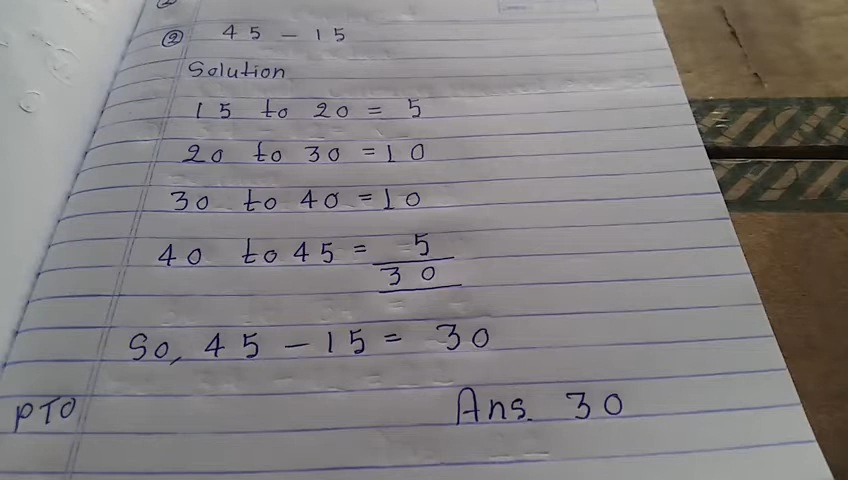 ② 45 - 15
Solution
15 to 20 = 5
20 to 30 = 10
30 to 40 = 10
40 to 45 = 5
30
So, 45 - 15 = 30
PTO
Ans. 30